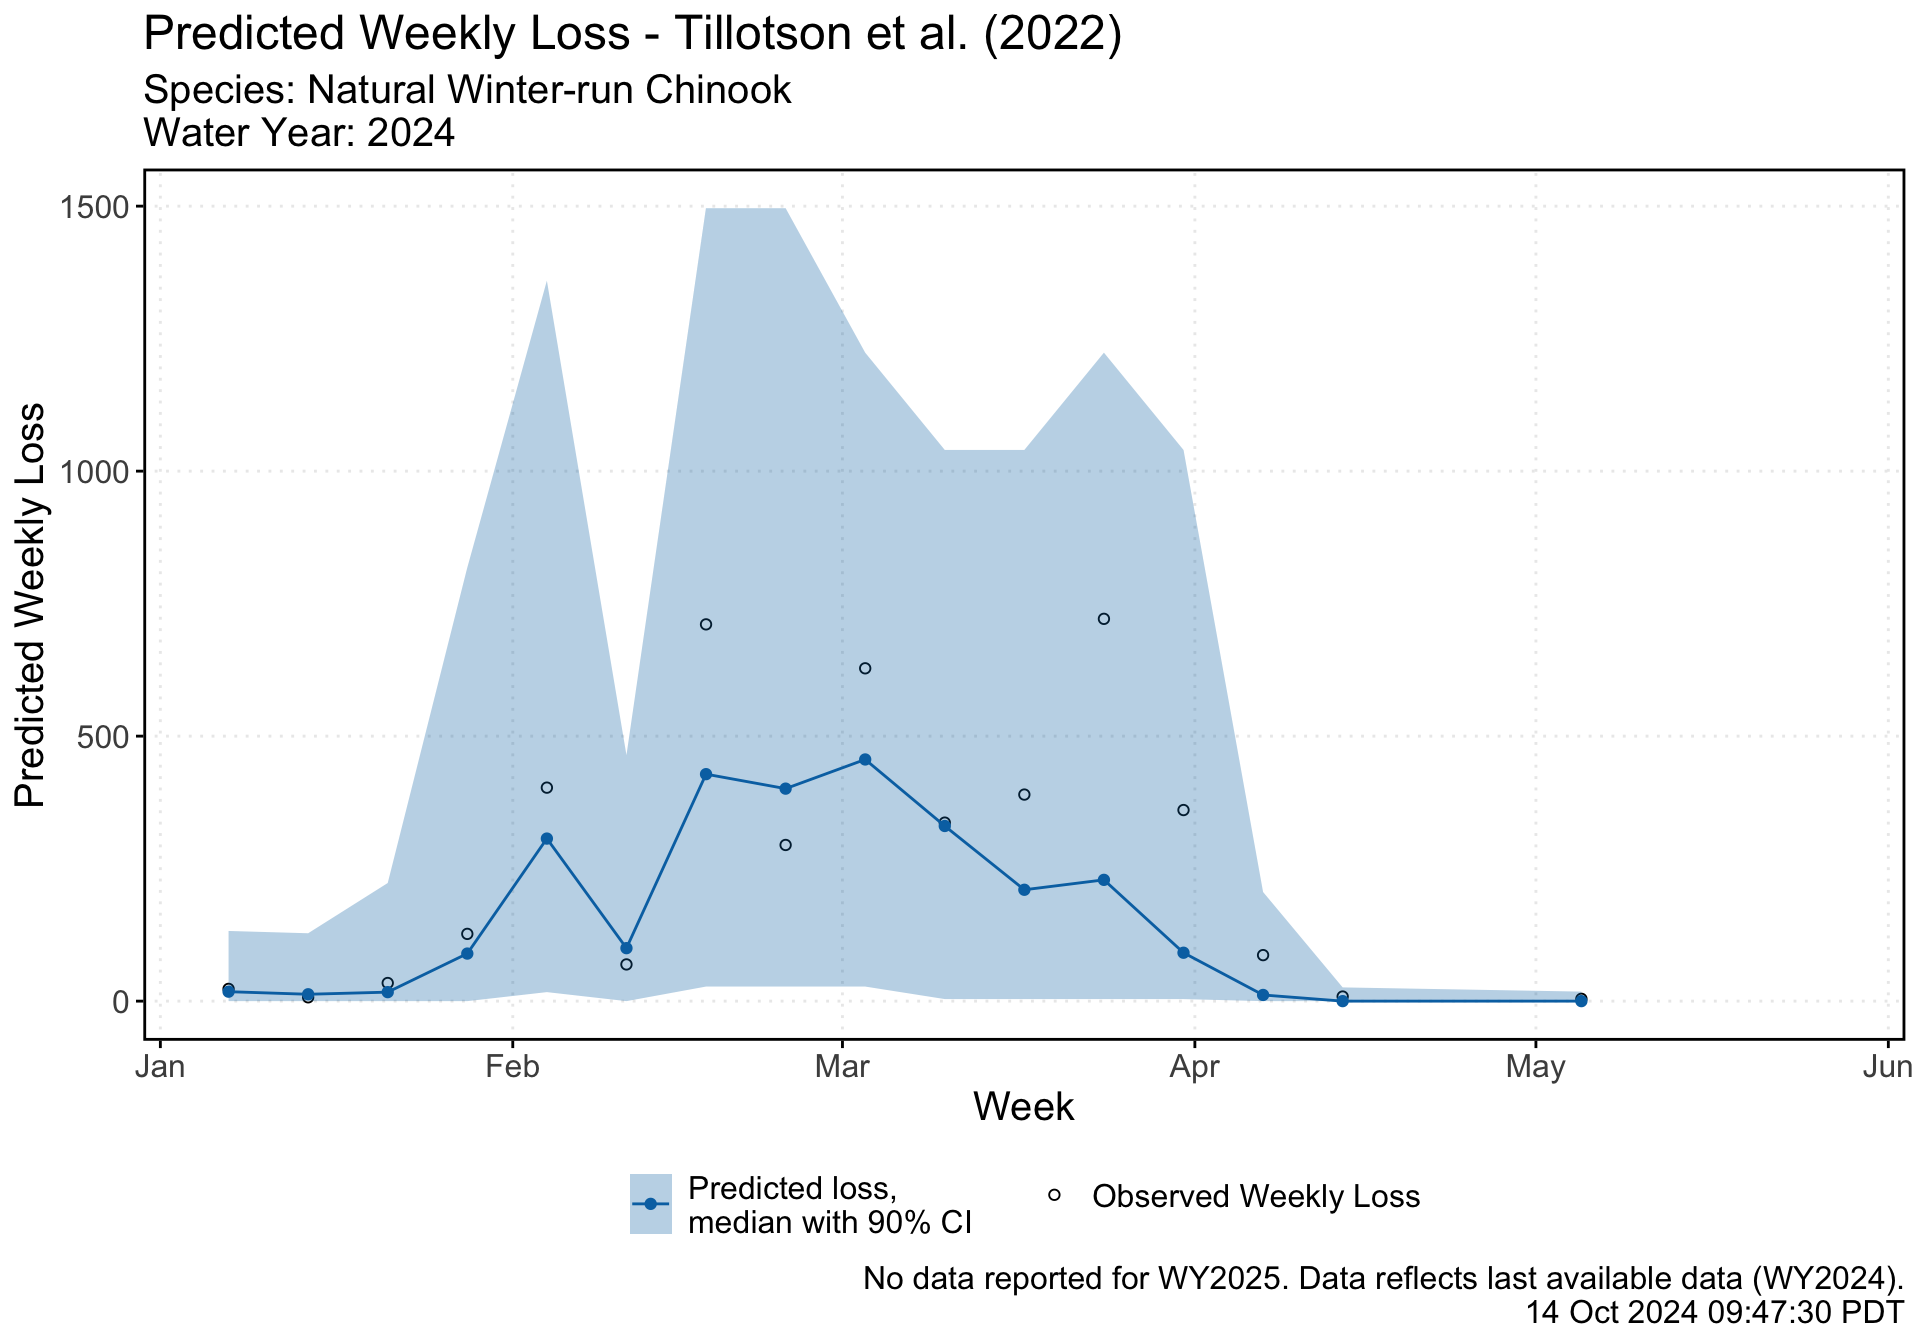 Predicted Weekly Loss - Tillotson et al. (2022)
Species: Natural Winter-run Chinook
Water Year: 2024
Predicted Weekly Loss
1500
1000
500
0
Jan Feb Mar Apr May Jun
Week
Predicted loss,
median with 90% CI
Observed Weekly Loss
No data reported for WY2025. Data reflects last available data (WY2024).
14 Oct 2024 09:47:30 PDT